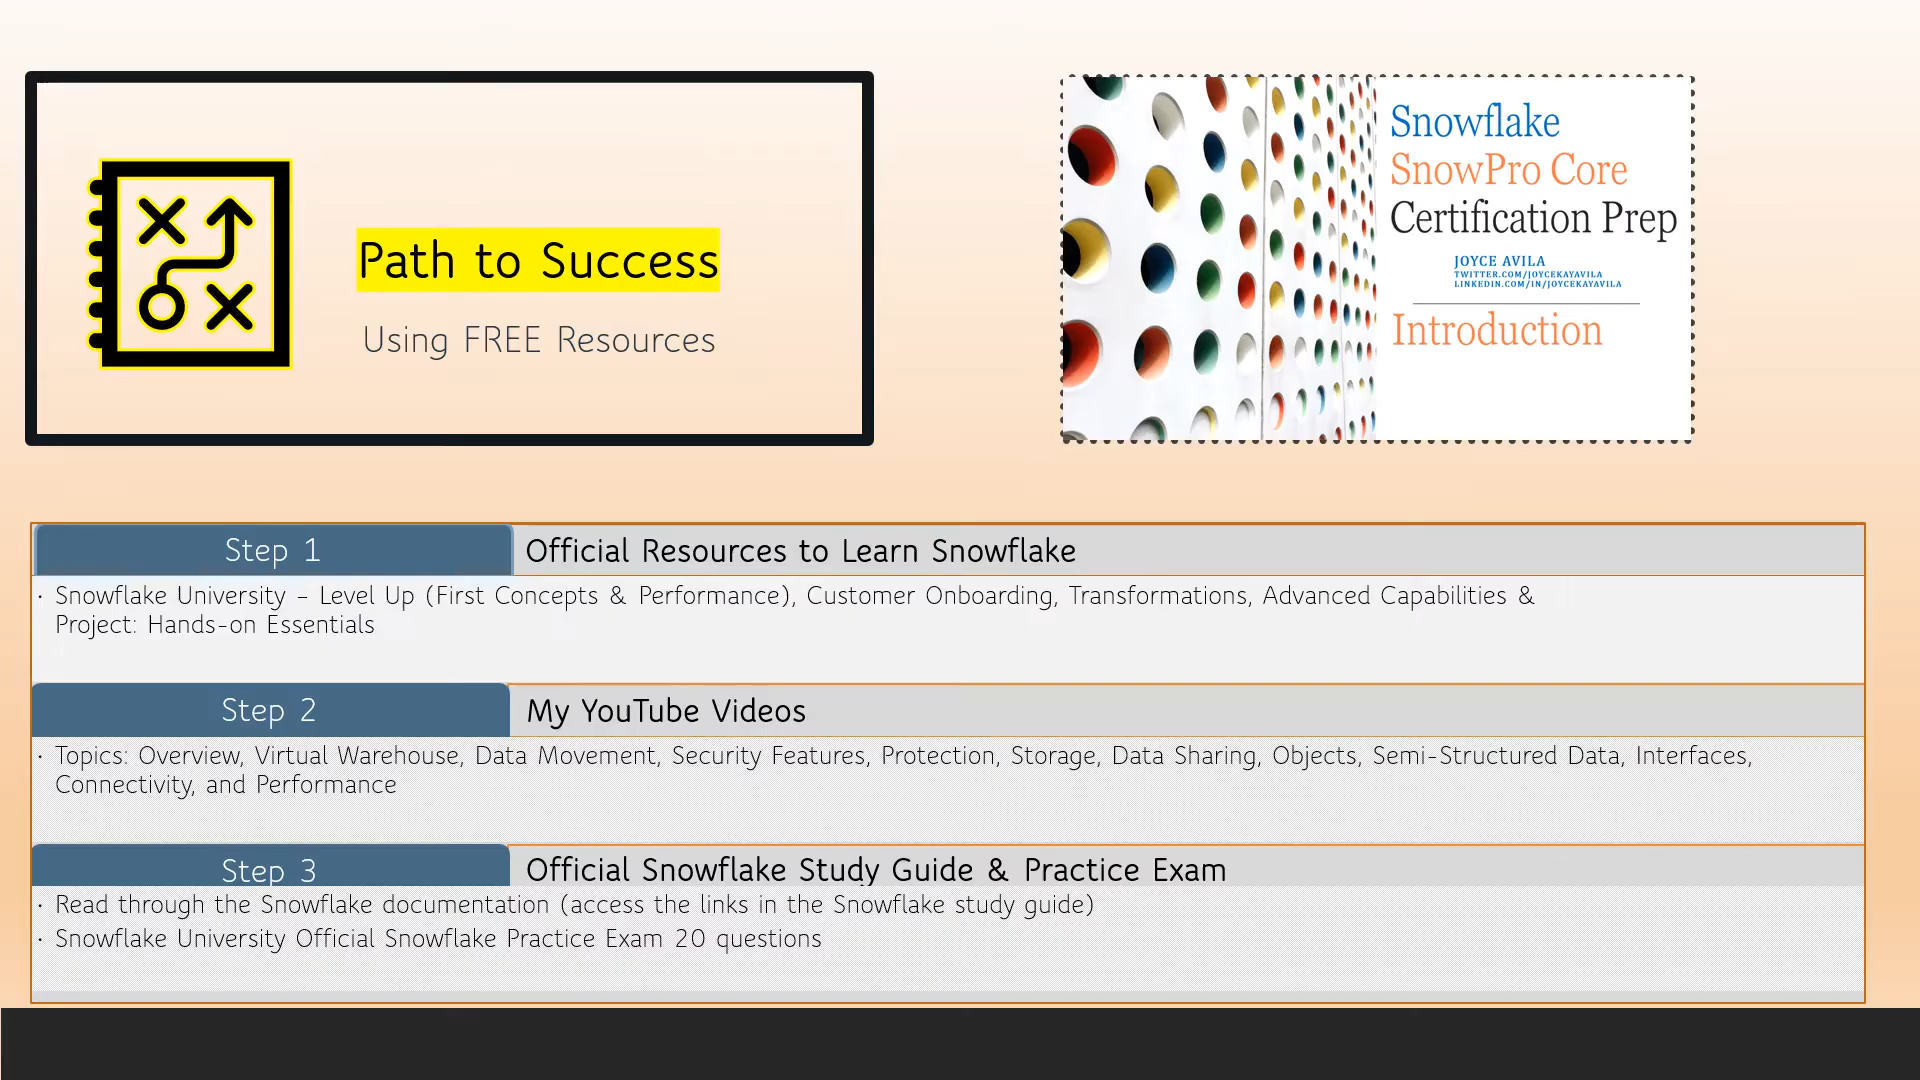 Path to Success
Using FREE Resources
Snowflake
SnowPro Core
Certification Prep
JOYCE AVILA
TWITTER.COM/JOYCEKAYAVILA
LINKEDIN.COM/IN/JOYCEKAYAVILA
Introduction
Step 1
Official Resources to Learn Snowflake
· Snowflake University – Level Up (First Concepts & Performance), Customer Onboarding, Transformations, Advanced Capabilities &
Project: Hands-on Essentials
Step 2
My YouTube Videos
· Topics: Overview, Virtual Warehouse, Data Movement, Security Features, Protection, Storage, Data Sharing, Objects, Semi-Structured Data, Interfaces,
Connectivity, and Performance
Step 3
Official Snowflake Study Guide & Practice Exam
· Read through the Snowflake documentation (access the links in the Snowflake study guide)
· Snowflake University Official Snowflake Practice Exam 20 questions